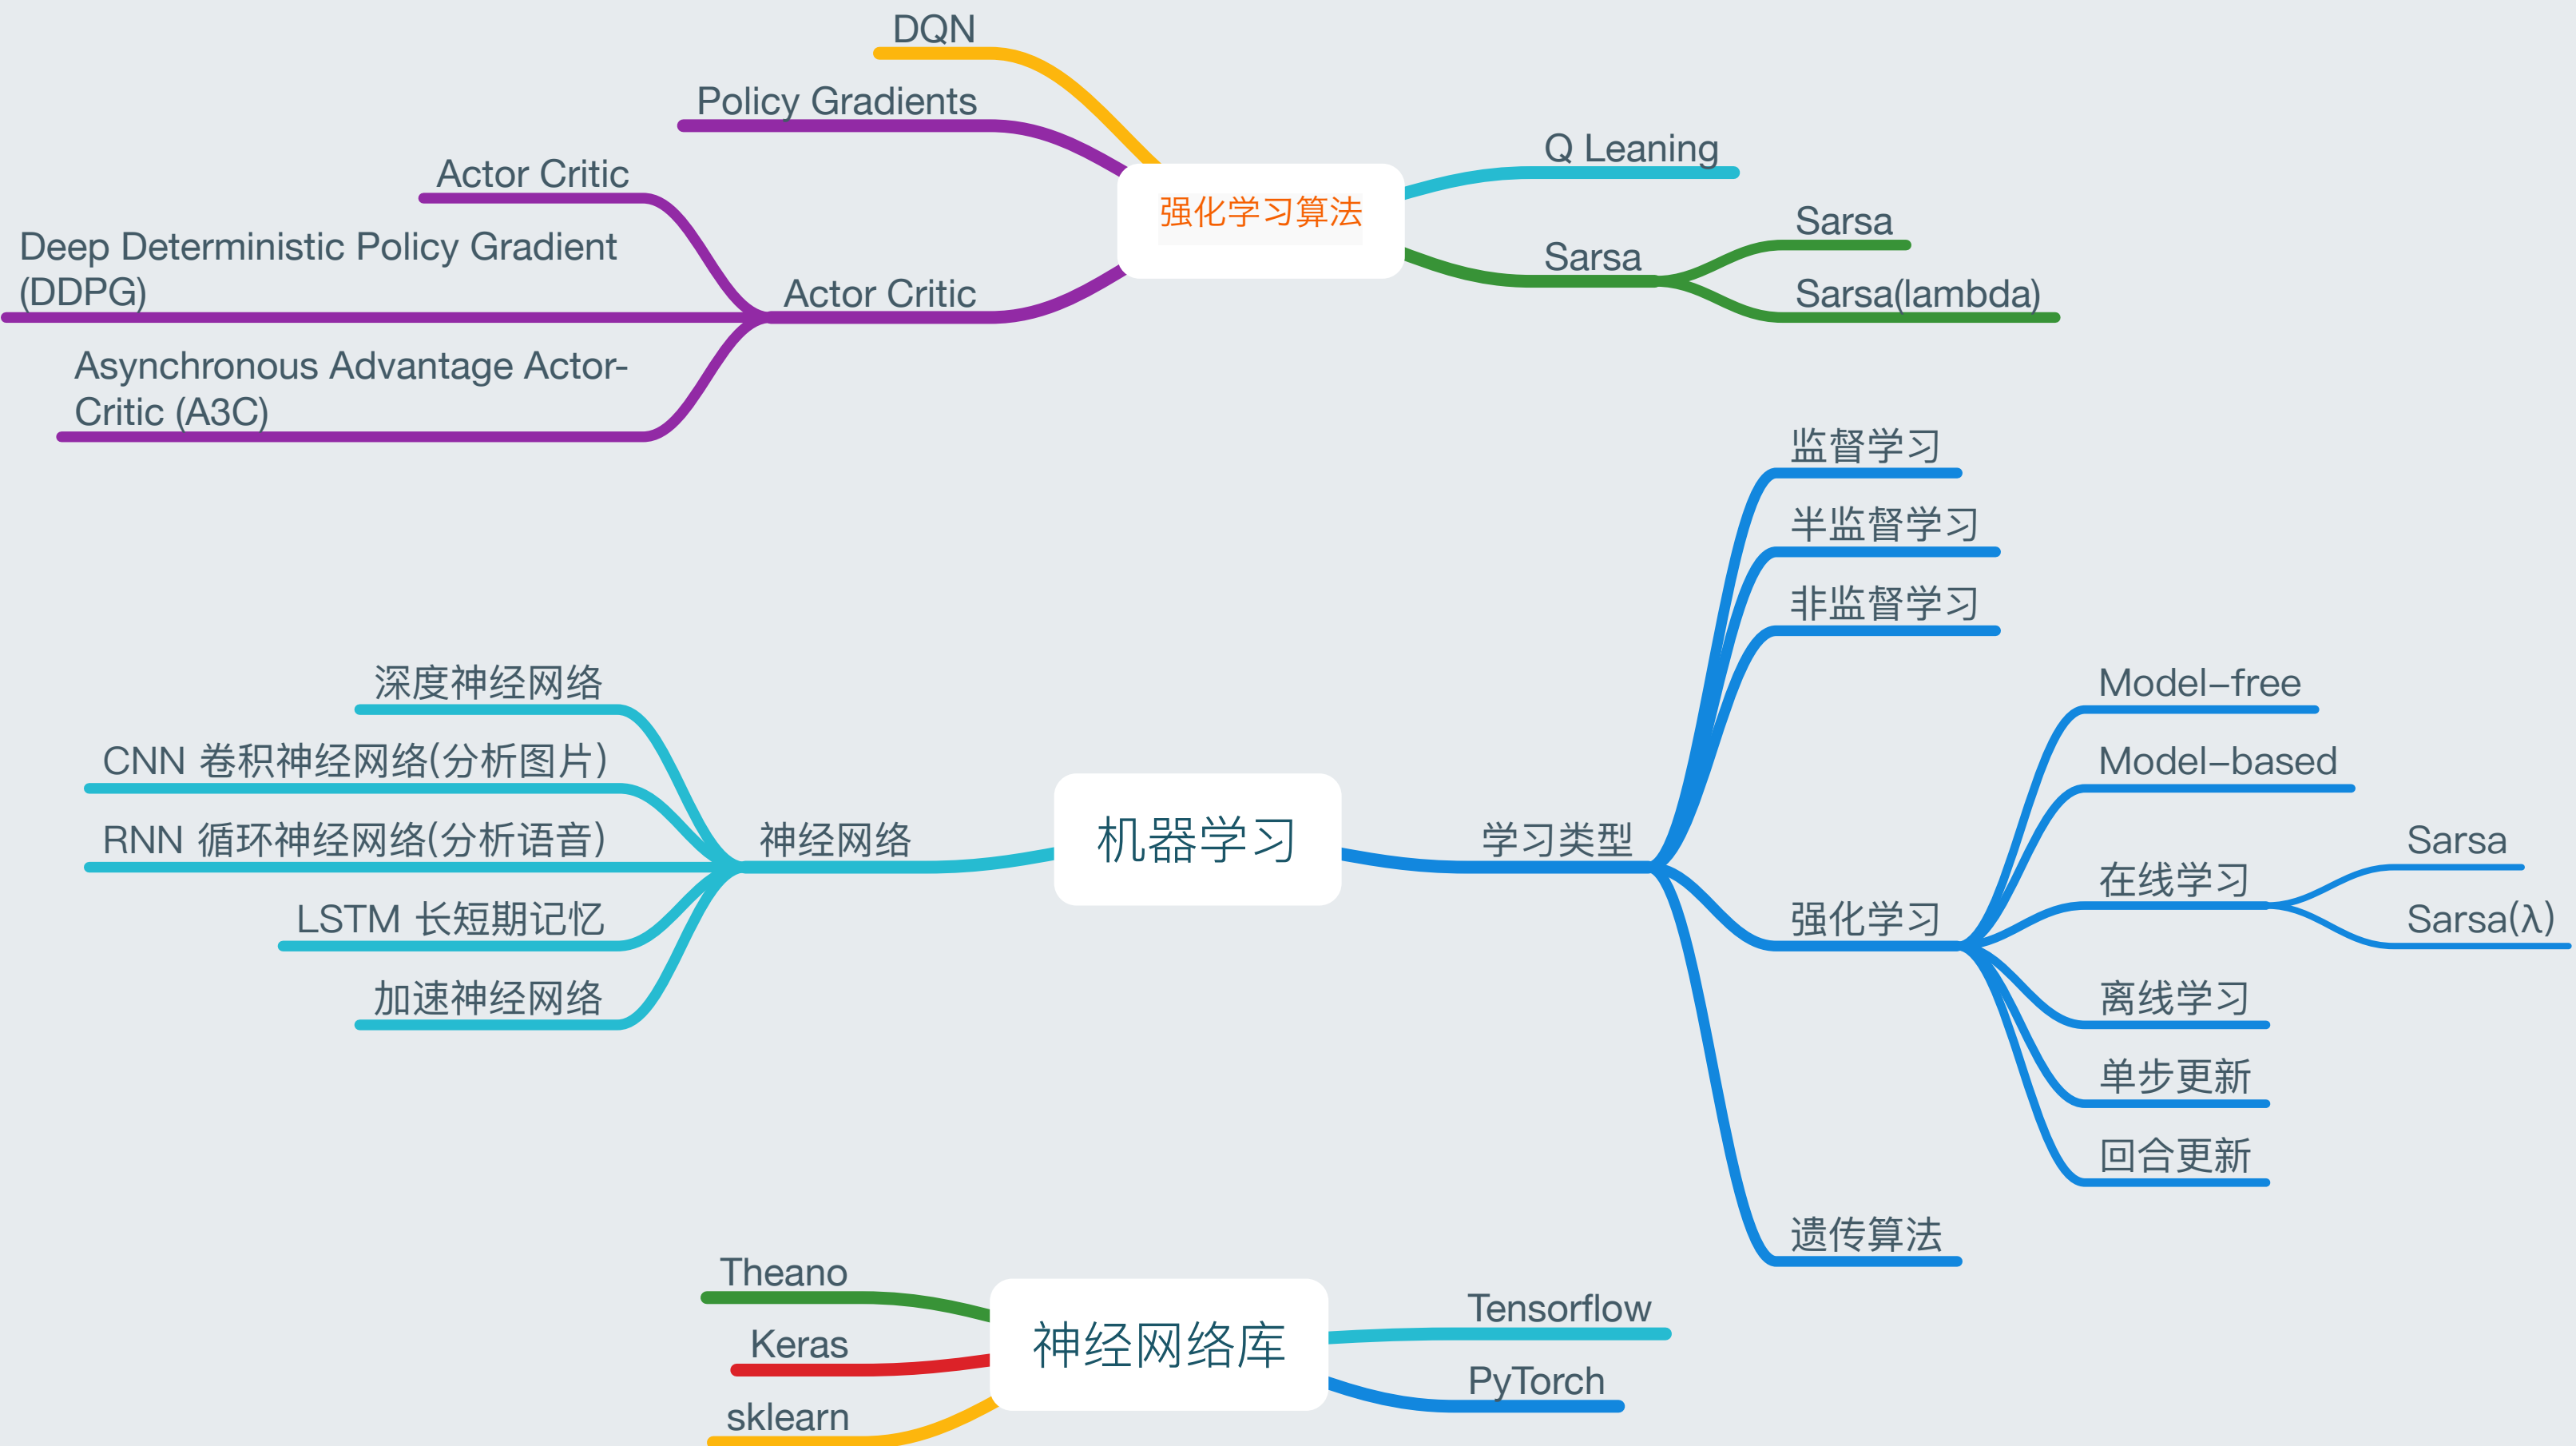 DQN
Policy Gradients
Actor Critic
Deep Deterministic Policy Gradient
(DDPG)
Asynchronous Advantage Actor-
Critic (A3C)
Actor Critic
强化学习算法
Q Leaning
Sarsa
Sarsa
Sarsa(lambda)
深度神经网络
CNN 卷积神经网络(分析图片)
RNN 循环神经网络(分析语音)
LSTM 长短期记忆
加速神经网络
神经网络
机器学习
学习类型
监督学习
半监督学习
非监督学习
强化学习
Model–free
Model–based
在线学习
Sarsa
Sarsa(λ)
离线学习
单步更新
回合更新
遗传算法
Theano
Keras
sklearn
神经网络库
Tensorflow
PyTorch